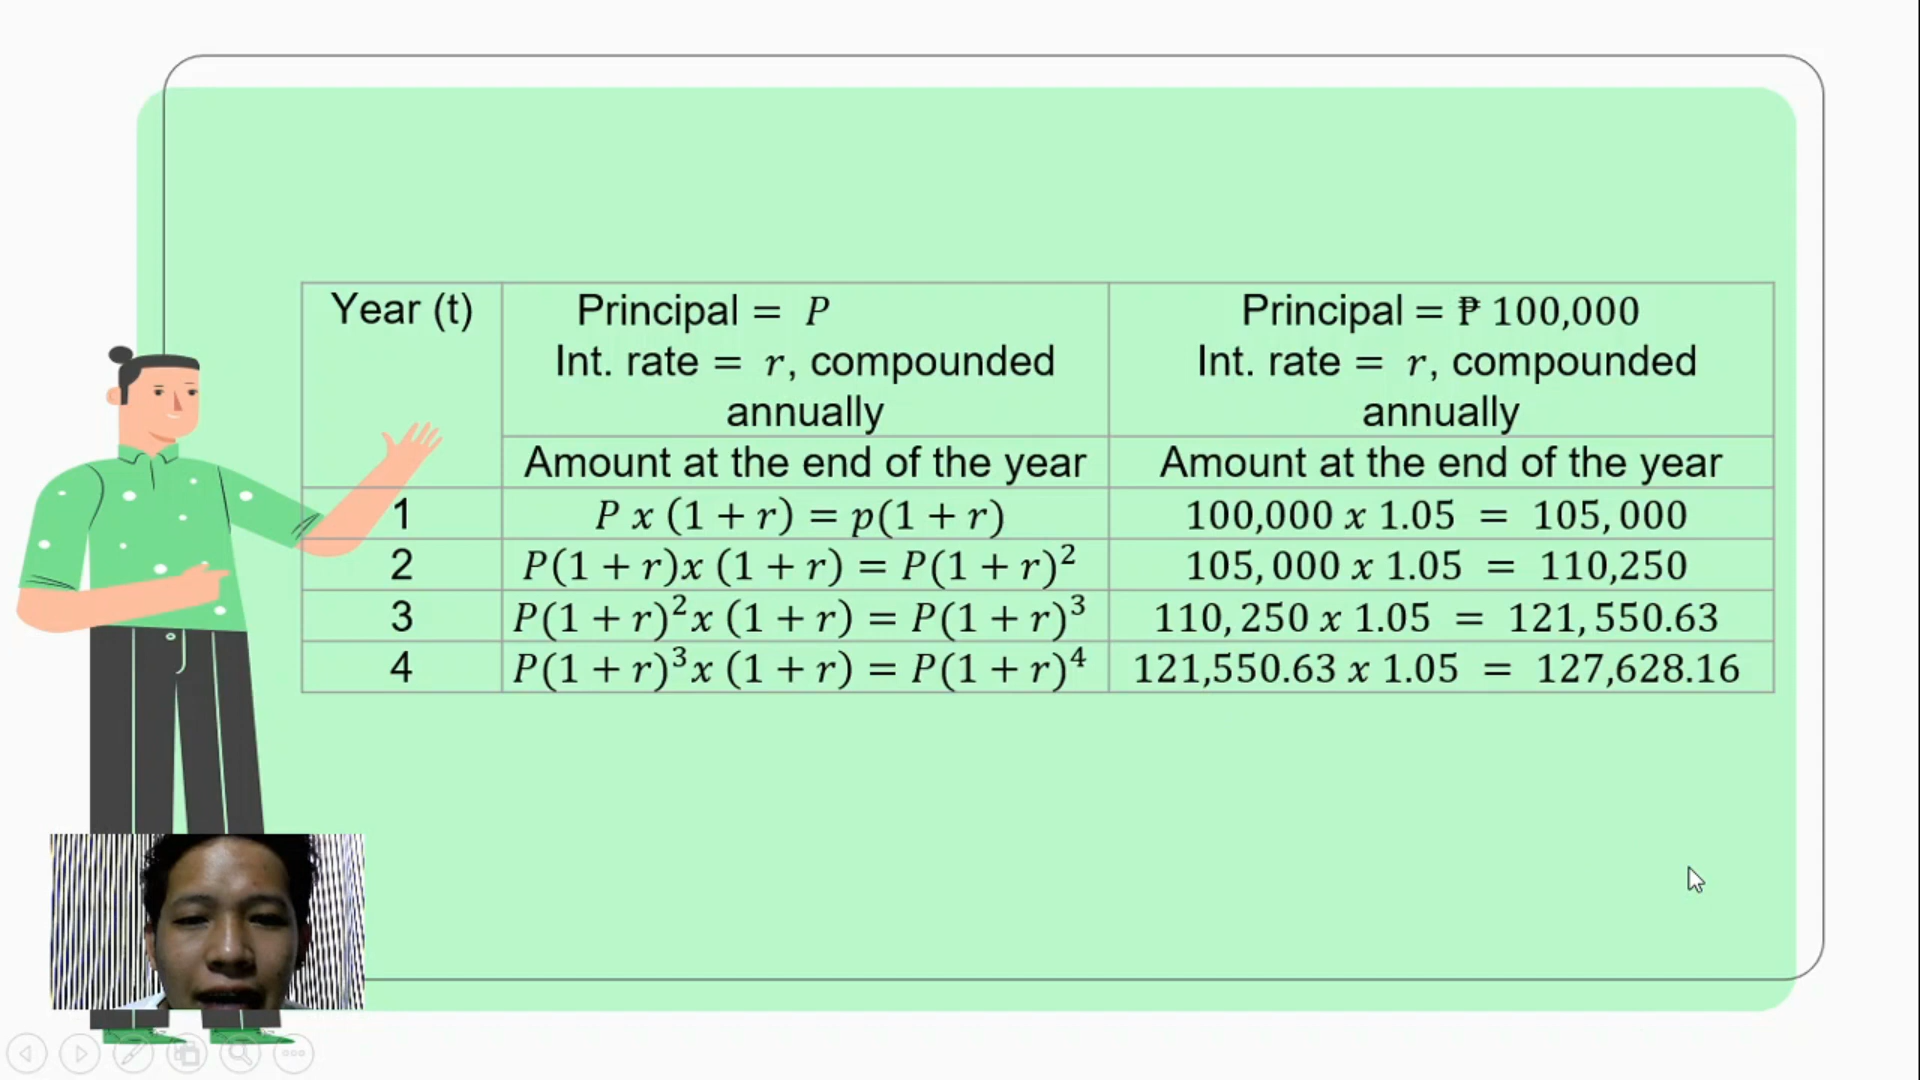 Year (t)
Principal = P
Int. rate = r, compounded
annually
Principal = ₱ 100,000
Int. rate = r, compounded
annually
Amount at the end of the year
Amount at the end of the year
1
P x (1 + r) = p(1 + r)
100,000 x 1.05 = 105,000
2
P(1 + r)x (1 + r) = P(1 + r)²
105,000 x 1.05 = 110,250
3
P(1 + r)²x (1 + r) = P(1 + r)³
110,250 x 1.05 = 121,550.63
4
P(1 + r)³x (1 + r) = P(1 + r)⁴
121,550.63 x 1.05 = 127,628.16